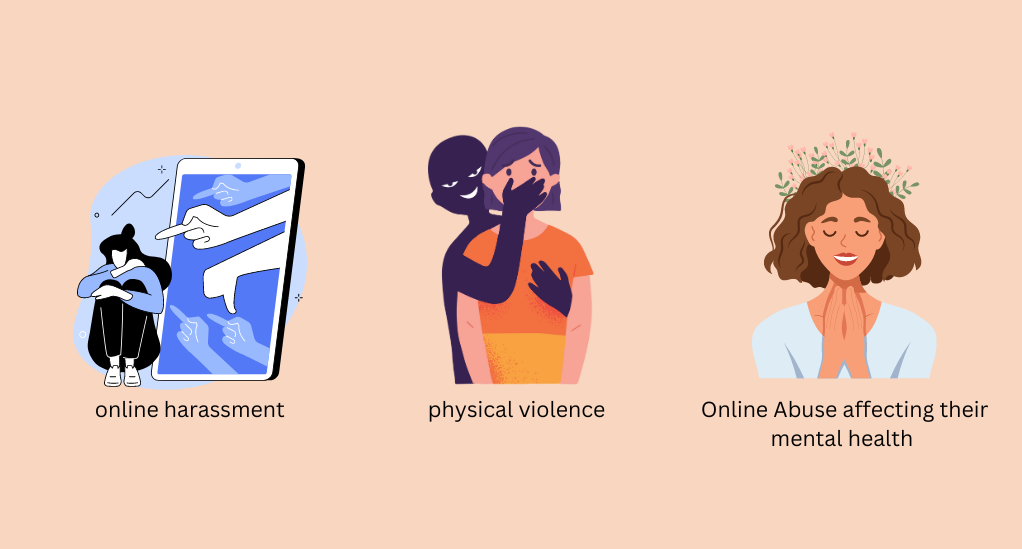 online harassment
physical violence
Online Abuse affecting their
mental health